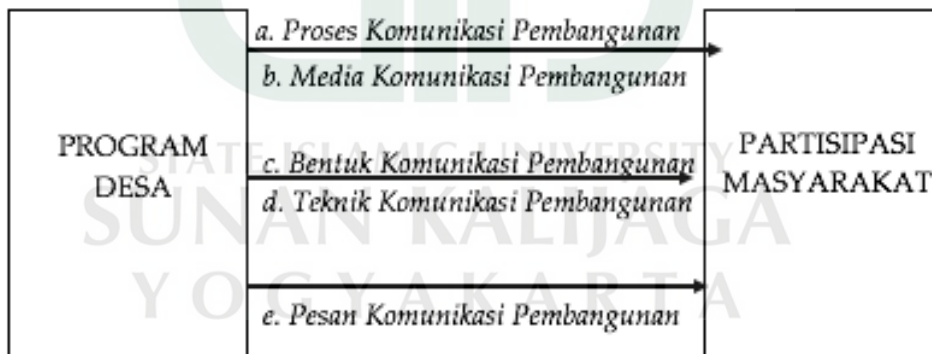 a. Proses Komunikasi Pembangunan
b. Media Komunikasi Pembangunan
PROGRAM
DESA
c. Bentuk Komunikasi Pembangunan
d. Teknik Komunikasi Pembangunan
PARTISIPASI
MASYARAKAT
e. Pesan Komunikasi Pembangunan
STATE ISLAMIC UNIVERSITY
SUNAN KALIJAGA
YOGYAKARTA